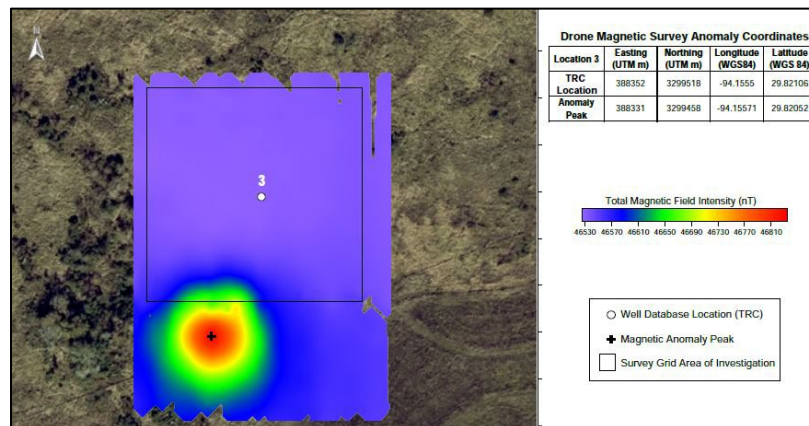 N
3
Drone Magnetic Survey Anomaly Coordinates
Location 3 Easting (UTM m) Northing (UTM m) Longitude (WGS84) Latitude (WGS 84)
TRC Location 388352 3299518 -94.1555 29.82106
Anomaly Peak 388331 3299458 -94.15571 29.82052
Total Magnetic Field Intensity (nT)
46530 46570 46610 46650 46690 46730 46770 46810
Well Database Location (TRC)
Magnetic Anomaly Peak
Survey Grid Area of Investigation